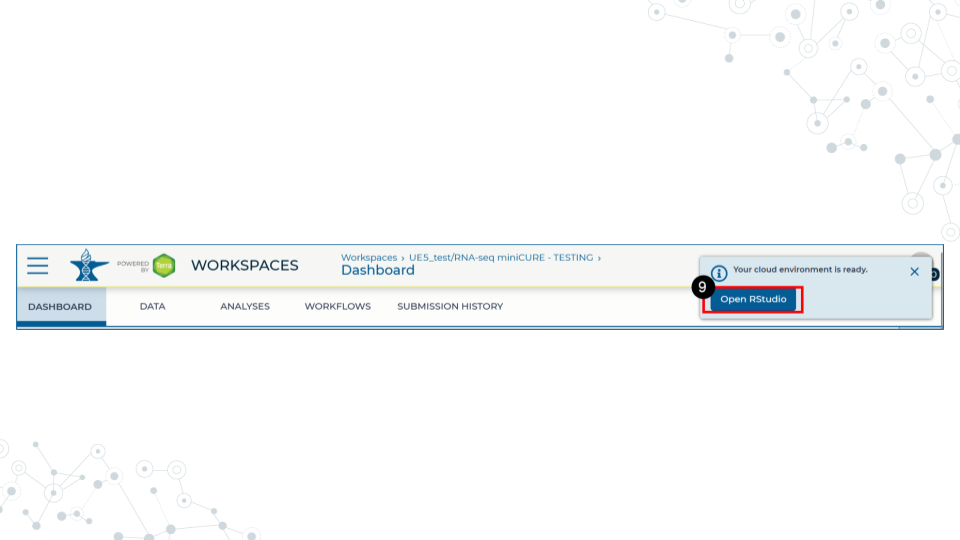 POWERED BY
Terra
WORKSPACES
Workspaces › UE5_test/RNA-seq miniCURE - TESTING ›
Dashboard
Your cloud environment is ready.
9
Open RStudio
DASHBOARD DATA ANALYSES WORKFLOWS SUBMISSION HISTORY